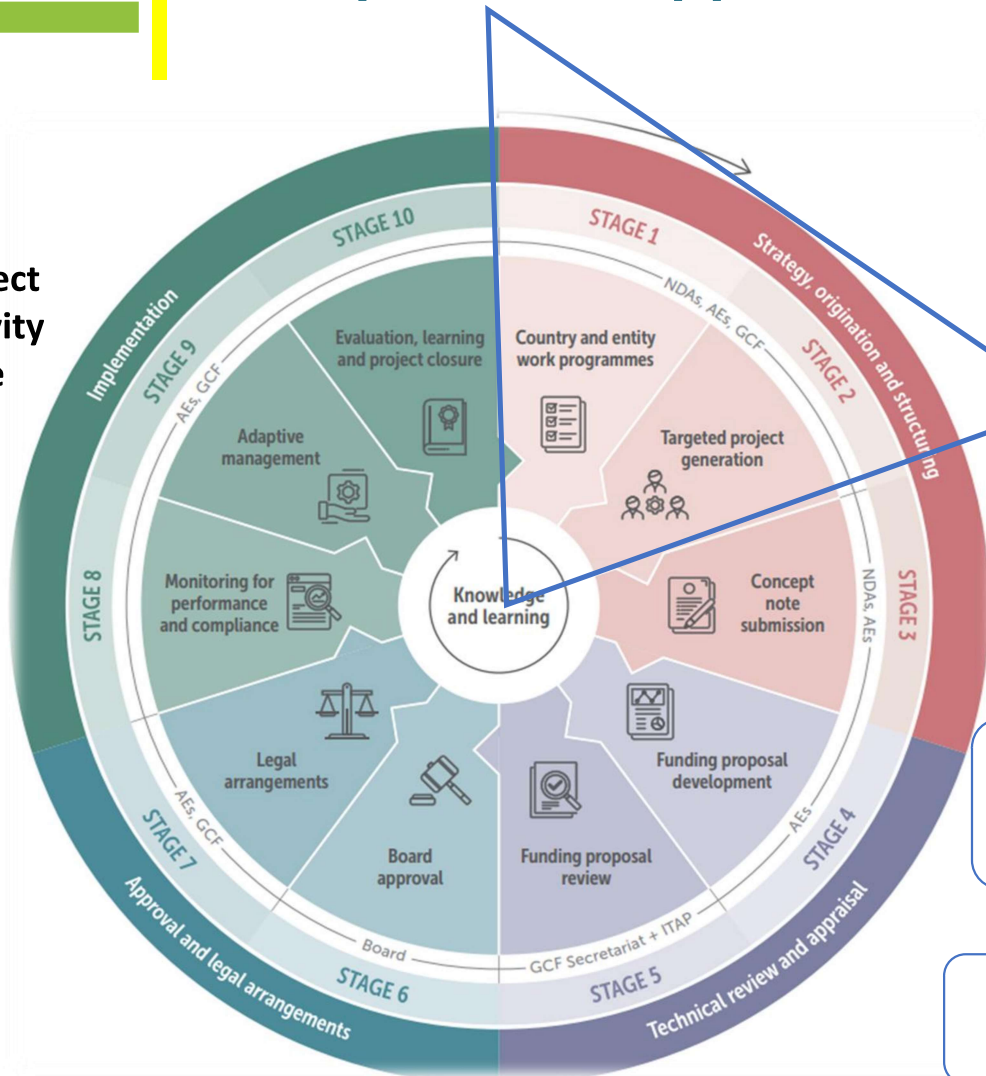 STAGE 1
STAGE 2
STAGE 3
STAGE 4
STAGE 5
STAGE 6
STAGE 7
STAGE 8
STAGE 9
STAGE 10
Strategy, origination and structuring
Technical review and appraisal
Approval and legal arrangements
Implementation
NDAs, AEs, GCF
NDAs, AEs
AEs
GCF Secretariat + ITAP
Board
AEs, GCF
AEs, GCF
Country and entity
work programmes
Targeted project
generation
Concept
note
submission
Funding proposal
development
Funding proposal
review
Board
approval
Legal
arrangements
Monitoring for
performance
and compliance
Adaptive
management
Evaluation, learning
and project closure
Knowledge
and learning